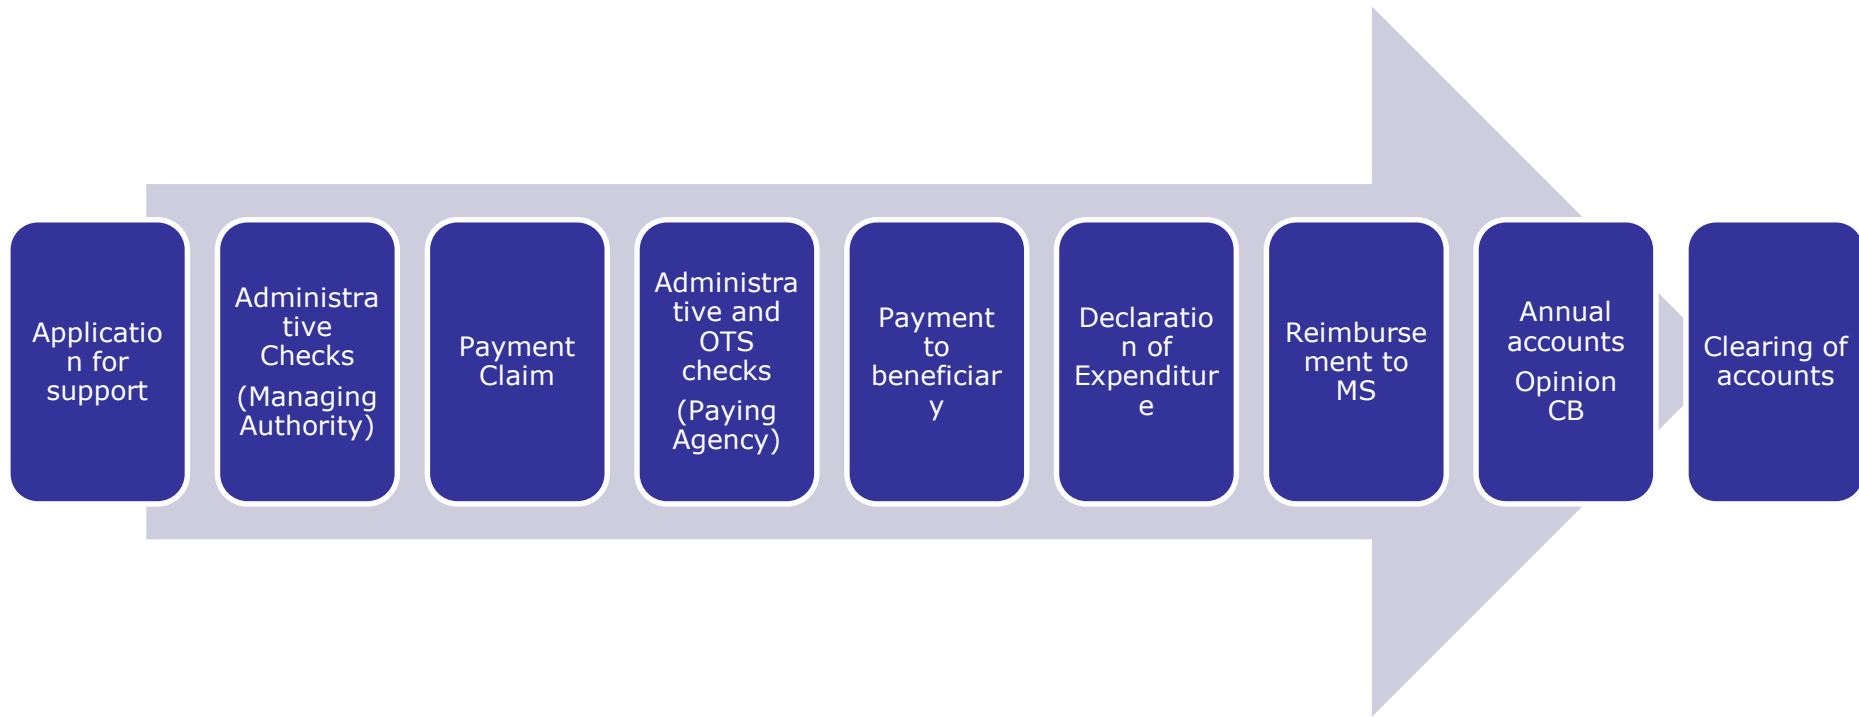 Applicatio
n for
support
Administra
tive
Checks
(Managing
Authority)
Payment
Claim
Administra
tive and
OTS
checks
(Paying
Agency)
Payment
to
beneficiar
y
Declaratio
n of
Expenditur
e
Reimburse
ment to
MS
Annual
accounts
Opinion
CB
Clearing of
accounts